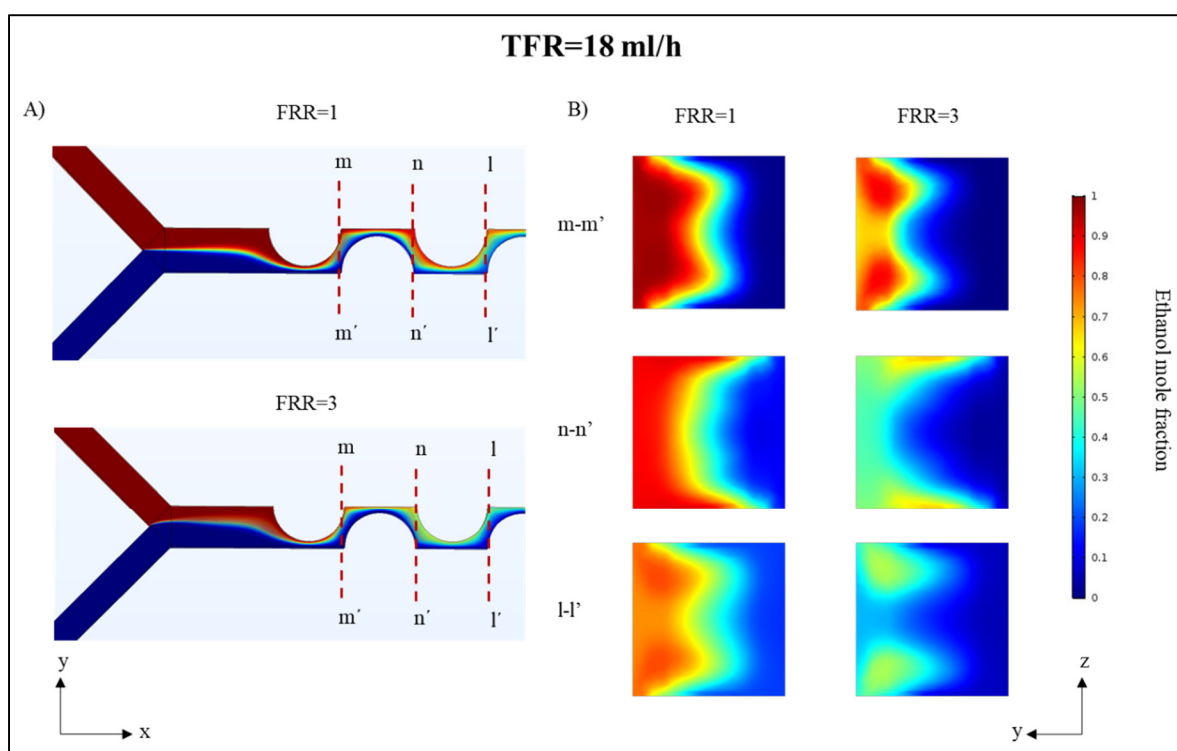 TFR=18 ml/h
A)
FRR=1
m n l
m´ n´ l´
FRR=3
m n l
m´ n´ l´
y
x
B)
FRR=1 FRR=3
m-m’
n-n’
l-l’
1
0.9
0.8
0.7
0.6
0.5
0.4
0.3
0.2
0.1
0
Ethanol mole fraction
z
y